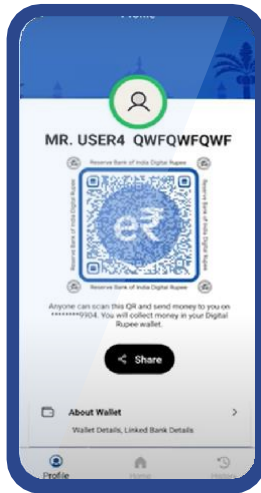 MR. USER4 QWFQWFQWF
Reserve Bank of India Digital Rupee
Reserve Bank of India Digital Rupee
Reserve Bank of India Digital Rupee
e₹
Reserve Bank of India Digital Rupee
Anyone can scan this QR and send money to you on
********9904. You will collect money in your Digital
Rupee wallet.
Share
About Wallet
Wallet Details, Linked Bank Details
Profile
Home
History